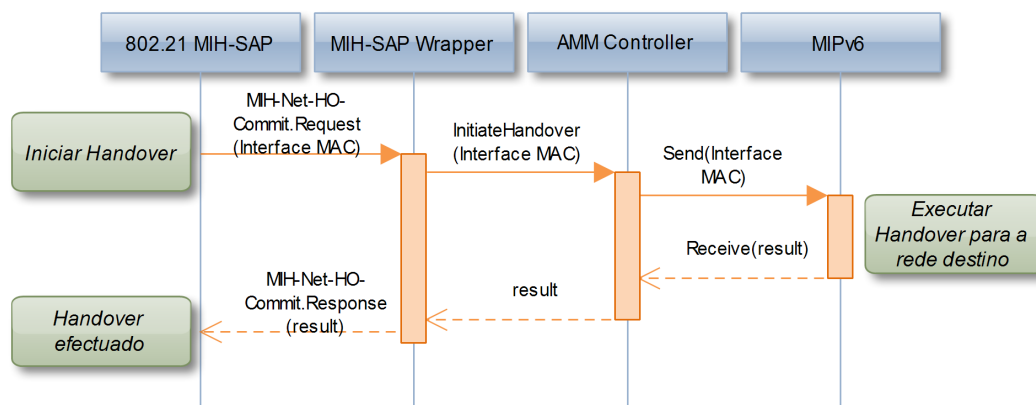 802.21 MIH-SAP
MIH-SAP Wrapper
AMM Controller
MIPv6
Iniciar Handover
MIH-Net-HO-
Commit.Request
(Interface MAC)
InitiateHandover
(Interface MAC)
Send(Interface
MAC)
Executar
Handover para a
rede destino
Receive(result)
result
MIH-Net-HO-
Commit.Response
(result)
Handover
efectuado